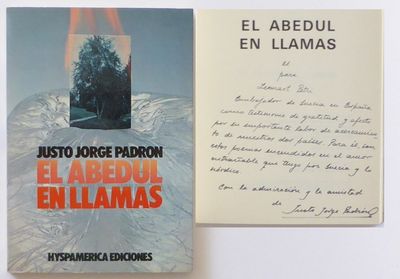 JUSTO JORGE PADRON
EL ABEDUL
EN LLAMAS
HYSPAMERICA EDICIONES
EL ABEDUL
EN LLAMAS
para
Lennart Petri
Embajador de Suecia en España
como testimonio de gratitud y afecto
por su importante labor de acercamiento
de nuestros dos países. Para él, con
estos poemas encendidos en el amor
entrañable que tengo por Suecia y lo
nórdico.
Con la admiración y la amistad
de
Justo Jorge Padrón